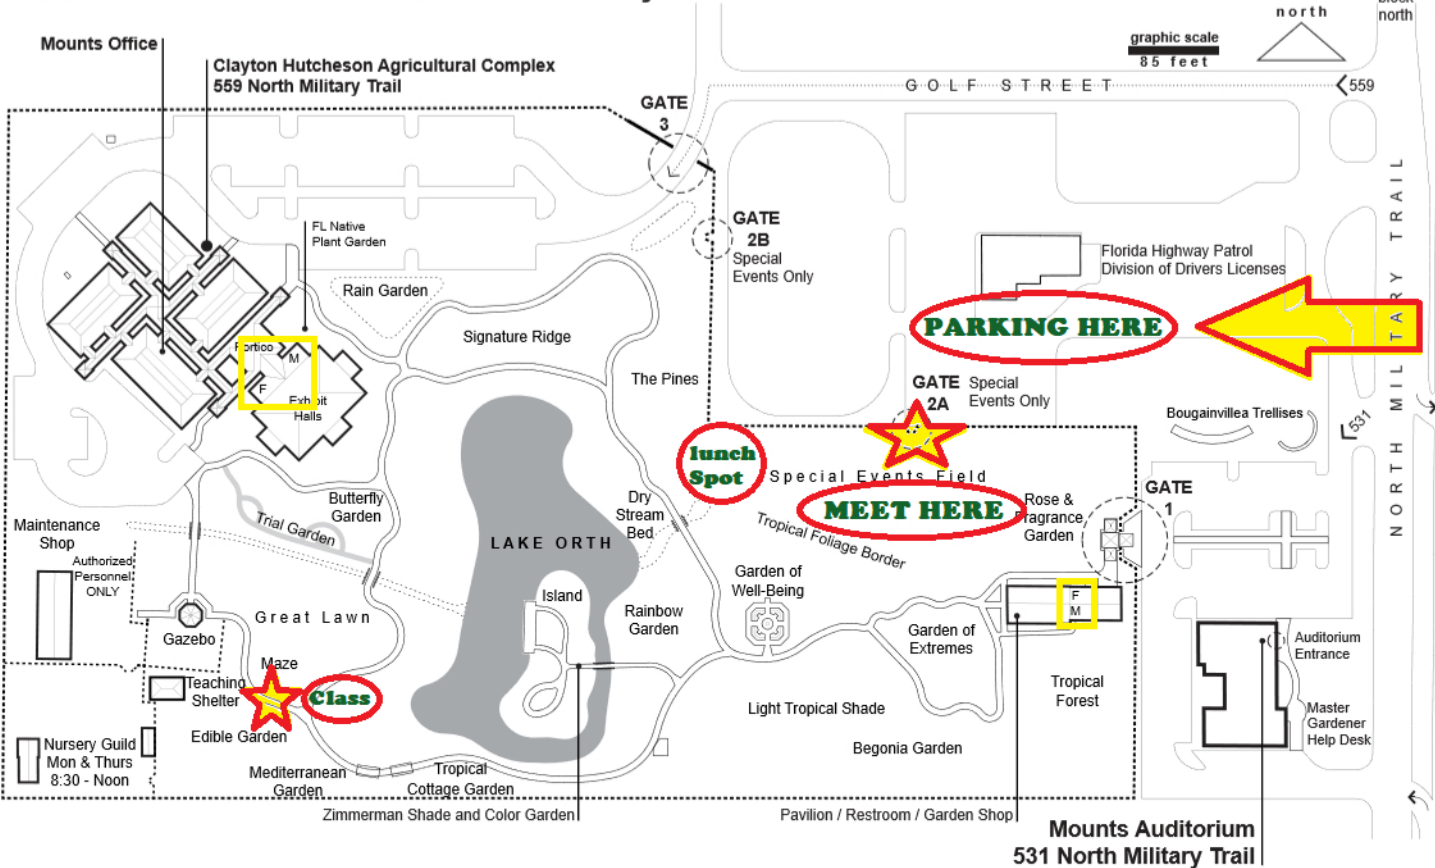 north
block
north
graphic scale
85 feet
GOLF STREET
559
Mounts Office
Clayton Hutcheson Agricultural Complex
559 North Military Trail
GATE
3
GATE
2B
Special
Events Only
FL Native
Plant Garden
Rain Garden
Signature Ridge
The Pines
Florida Highway Patrol
Division of Drivers Licenses
PARKING HERE
NORTH MILITARY TRAIL
GATE
2A
Special
Events Only
Bougainvillea Trellises
531
Portico
M
F
Exhibit
Halls
lunch
Spot
Special Events Field
MEET HERE
Rose &
Fragrance
Garden
GATE
1
Butterfly
Garden
Trial Garden
Dry
Stream
Bed
Tropical Foliage Border
LAKE ORTH
Maintenance
Shop
Authorized
Personnel
ONLY
Garden of
Well-Being
Island
Great Lawn
Gazebo
Rainbow
Garden
F
M
Garden of
Extremes
Auditorium
Entrance
Maze
Teaching
Shelter
Class
Tropical
Forest
Light Tropical Shade
Master
Gardener
Help Desk
Edible Garden
Nursery Guild
Mon & Thurs
8:30 - Noon
Begonia Garden
Mediterranean
Garden
Tropical
Cottage Garden
Zimmerman Shade and Color Garden
Pavilion / Restroom / Garden Shop
Mounts Auditorium
531 North Military Trail